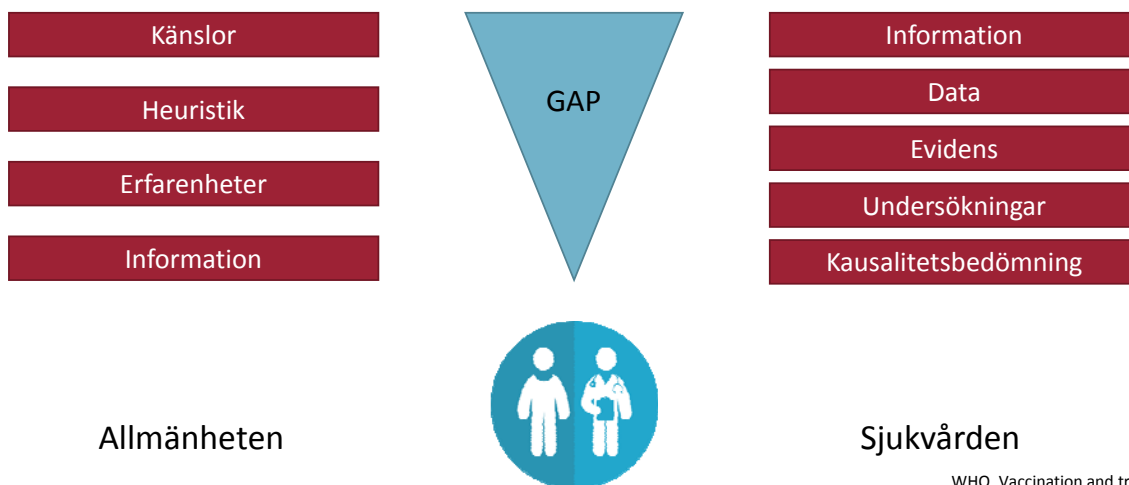 Känslor
Heuristik
Erfarenheter
Information
GAP
Information
Data
Evidens
Undersökningar
Kausalitetsbedömning
Allmänheten
Sjukvården
WHO, Vaccination and